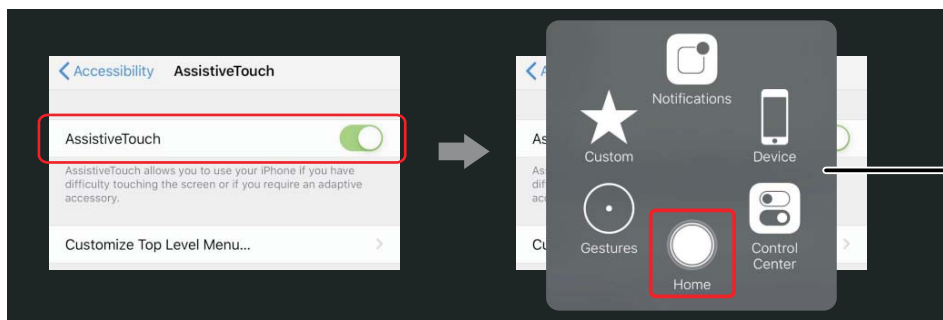 Accessibility AssistiveTouch
AssistiveTouch
AssistiveTouch allows you to use your iPhone if you have
difficulty touching the screen or if you require an adaptive
accessory.
Customize Top Level Menu...
Notifications
Custom
Device
Gestures
Control
Center
Home